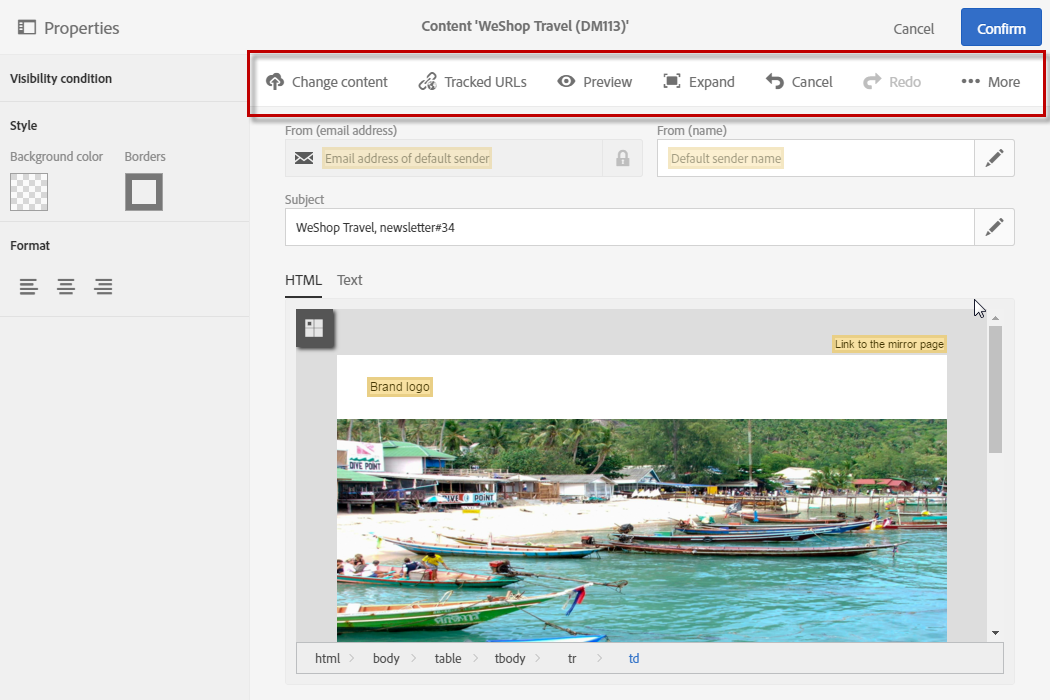 Properties
Content 'WeShop Travel (DM113)'
Cancel
Confirm
Visibility condition
Style
Background color
Borders
Format
Change content
Tracked URLs
Preview
Expand
Cancel
Redo
More
From (email address)
Email address of default sender
From (name)
Default sender name
Subject
WeShop Travel, newsletter#34
HTML
Text
Link to the mirror page
Brand logo
DIVE POINT
DIVE POINT
html
body
table
tbody
tr
td